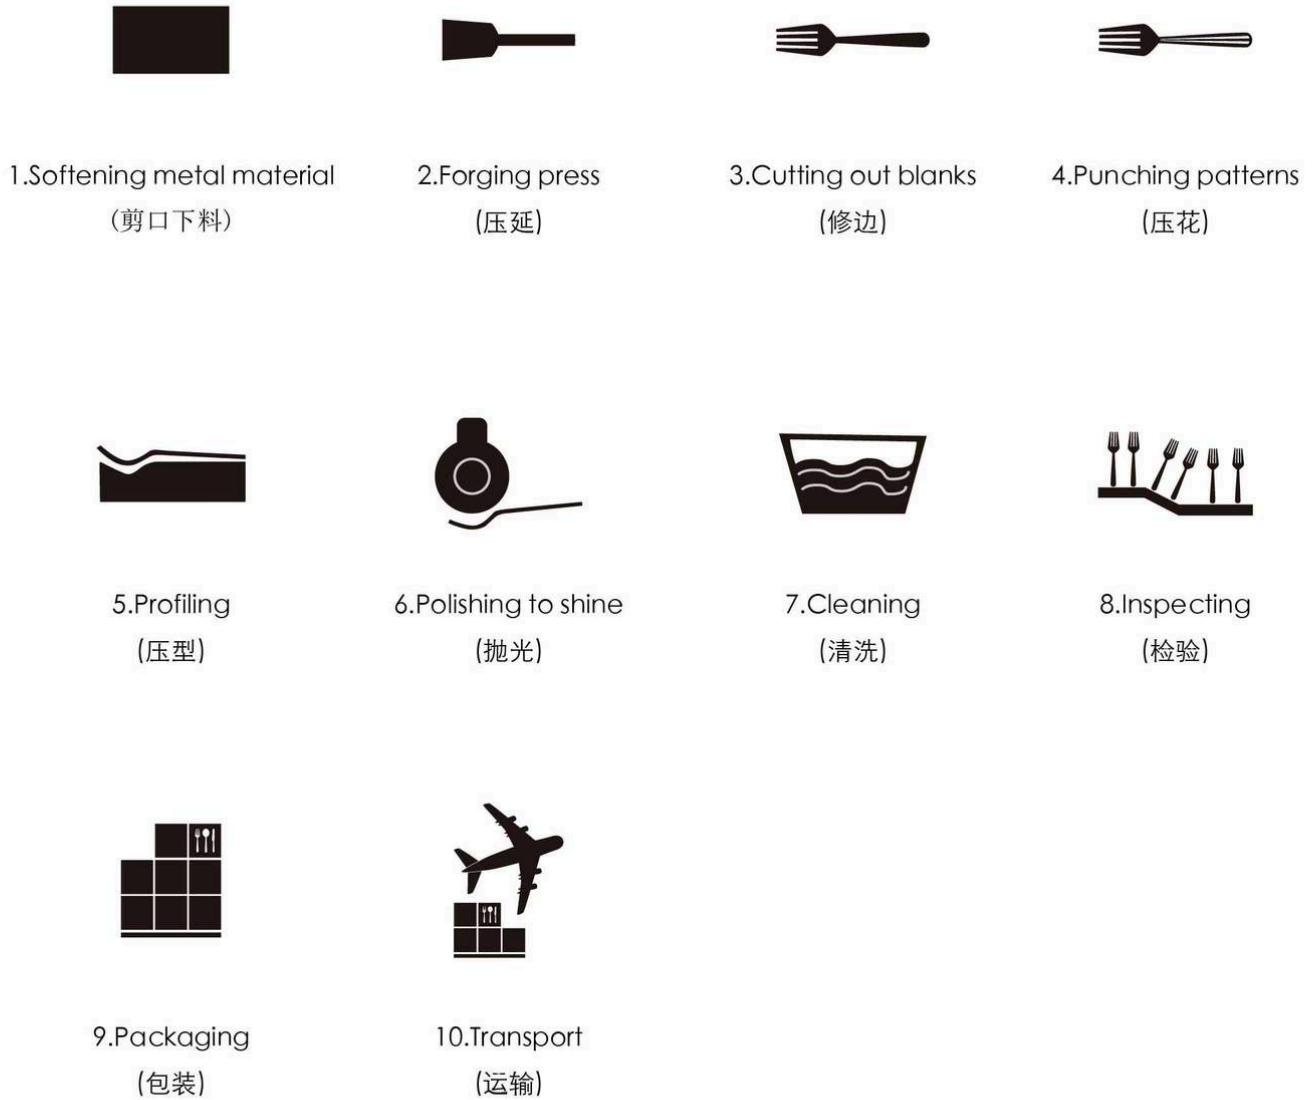 1.Softening metal material
(剪口下料)
2.Forging press
(压延)
3.Cutting out blanks
(修边)
4.Punching patterns
(压花)
5.Profiling
(压型)
6.Polishing to shine
(抛光)
7.Cleaning
(清洗)
8.Inspecting
(检验)
9.Packaging
(包装)
10.Transport
(运输)